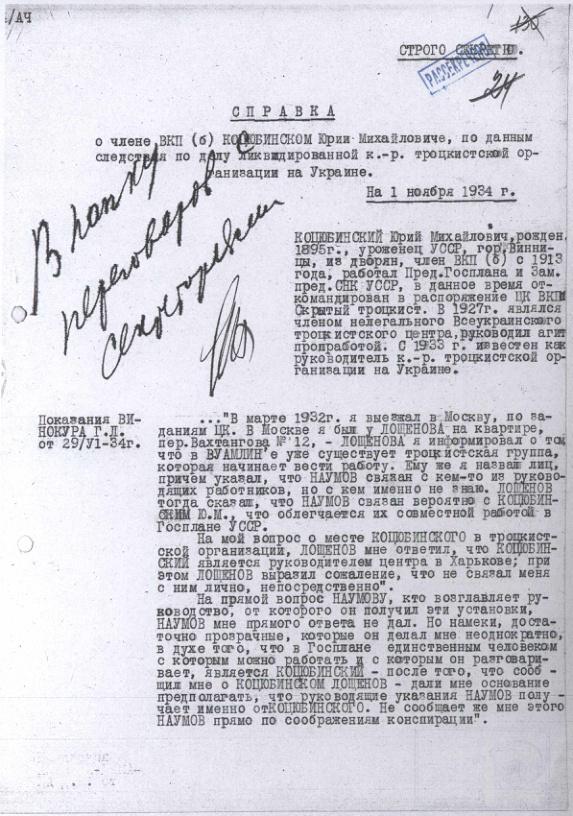 /АЧ
СТРОГО СЕКРЕТНО.
РАССЕКРЕЧЕНО
24
СПРАВКА
о члене ВКП (б) КОЦЮБИНСКОМ Юрии Михайловиче, по данным
следствия по делу ликвидированной к.-р. троцкистской ор-
ганизации на Украине.
На 1 ноября 1934 г.
В папку
переговоров с
секретарями
КОЦЮБИНСКИЙ Юрий Михайлович, рожден.
1895г., уроженец УССР, гор.Винни-
цы, из дворян, член ВКП (б) с 1913
года, работал Пред.Госплана и Зам.
пред.СНК УССР, в данное время от-
командирован в распоряжение ЦК ВКП
Скрытый троцкист. В 1927г. являлся
членом нелегального Всеукраинского
троцкистского центра, руководил агит
пропработой. С 1933 г. известен как
руководитель к.-р. троцкистской ор-
ганизации на Украине.
Показания ВИ-
НОКУРА Г.Д.
от 29/VI-34г.
..."В марте 1932г. я выезжал в Москву, по за-
даниям ЦК. В Москве я был у ЛОЩЕНОВА на квартире,
пер.Вахтангова № 12, - ЛОЩЕНОВА я информировал о том
что в ВУАМЛИН'е уже существует троцкистская группа,
которая начинает вести работу. Ему же я назвал лиц,
причем указал, что НАУМОВ связан с кем-то из руково-
дящих работников, но с кем именно не знаю. ЛОЩЕНОВ
тогда сказал, что НАУМОВ связан вероятно с КОЦЮБИН-
СКИМ Ю.М., что облегчается их совместной работой в
Госплане УССР.
На мой вопрос о месте КОЦЮБИНСКОГО в троцкист-
ской организации, ЛОЩЕНОВ мне ответил, что КОЦЮБИН-
СКИЙ является руководителем центра в Харькове; при
этом ЛОЩЕНОВ выразил сожаление, что не связал меня
с ним лично, непосредственно".
На прямой вопрос НАУМОВУ, кто возглавляет ру-
ководство, от которого он получил эти установки,
НАУМОВ мне прямого ответа не дал. Но намеки, доста-
точно прозрачные, которые он делал мне неоднократно,
в духе того, что в Госплане единственным человеком
с которым можно работать и с которым он разговари-
вает, является КОЦЮБИНСКИЙ - после того, что сооб-
щил мне о КОЦЮБИНСКОМ ЛОЩЕНОВ - дали мне основание
предполагать, что руководящие указания НАУМОВ полу-
чает именно отКОЦЮБИНСКОГО. Не сообщает же мне этого
НАУМОВ прямо по соображениям конспирации".